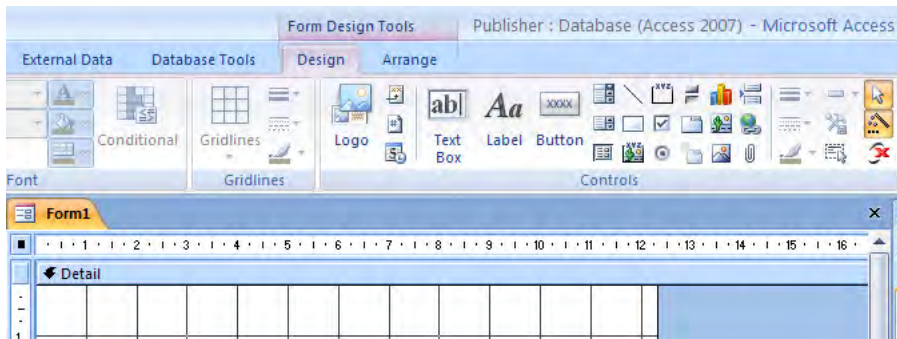 Form Design Tools Publisher : Database (Access 2007) - Microsoft Access
External Data Database Tools Design Arrange
Conditional Gridlines Logo ab| Text Box Aa Label XXXX Button
Font Gridlines Controls
Form1
1 2 3 4 5 6 7 8 9 10 11 12 13 14 15 16
Detail
1